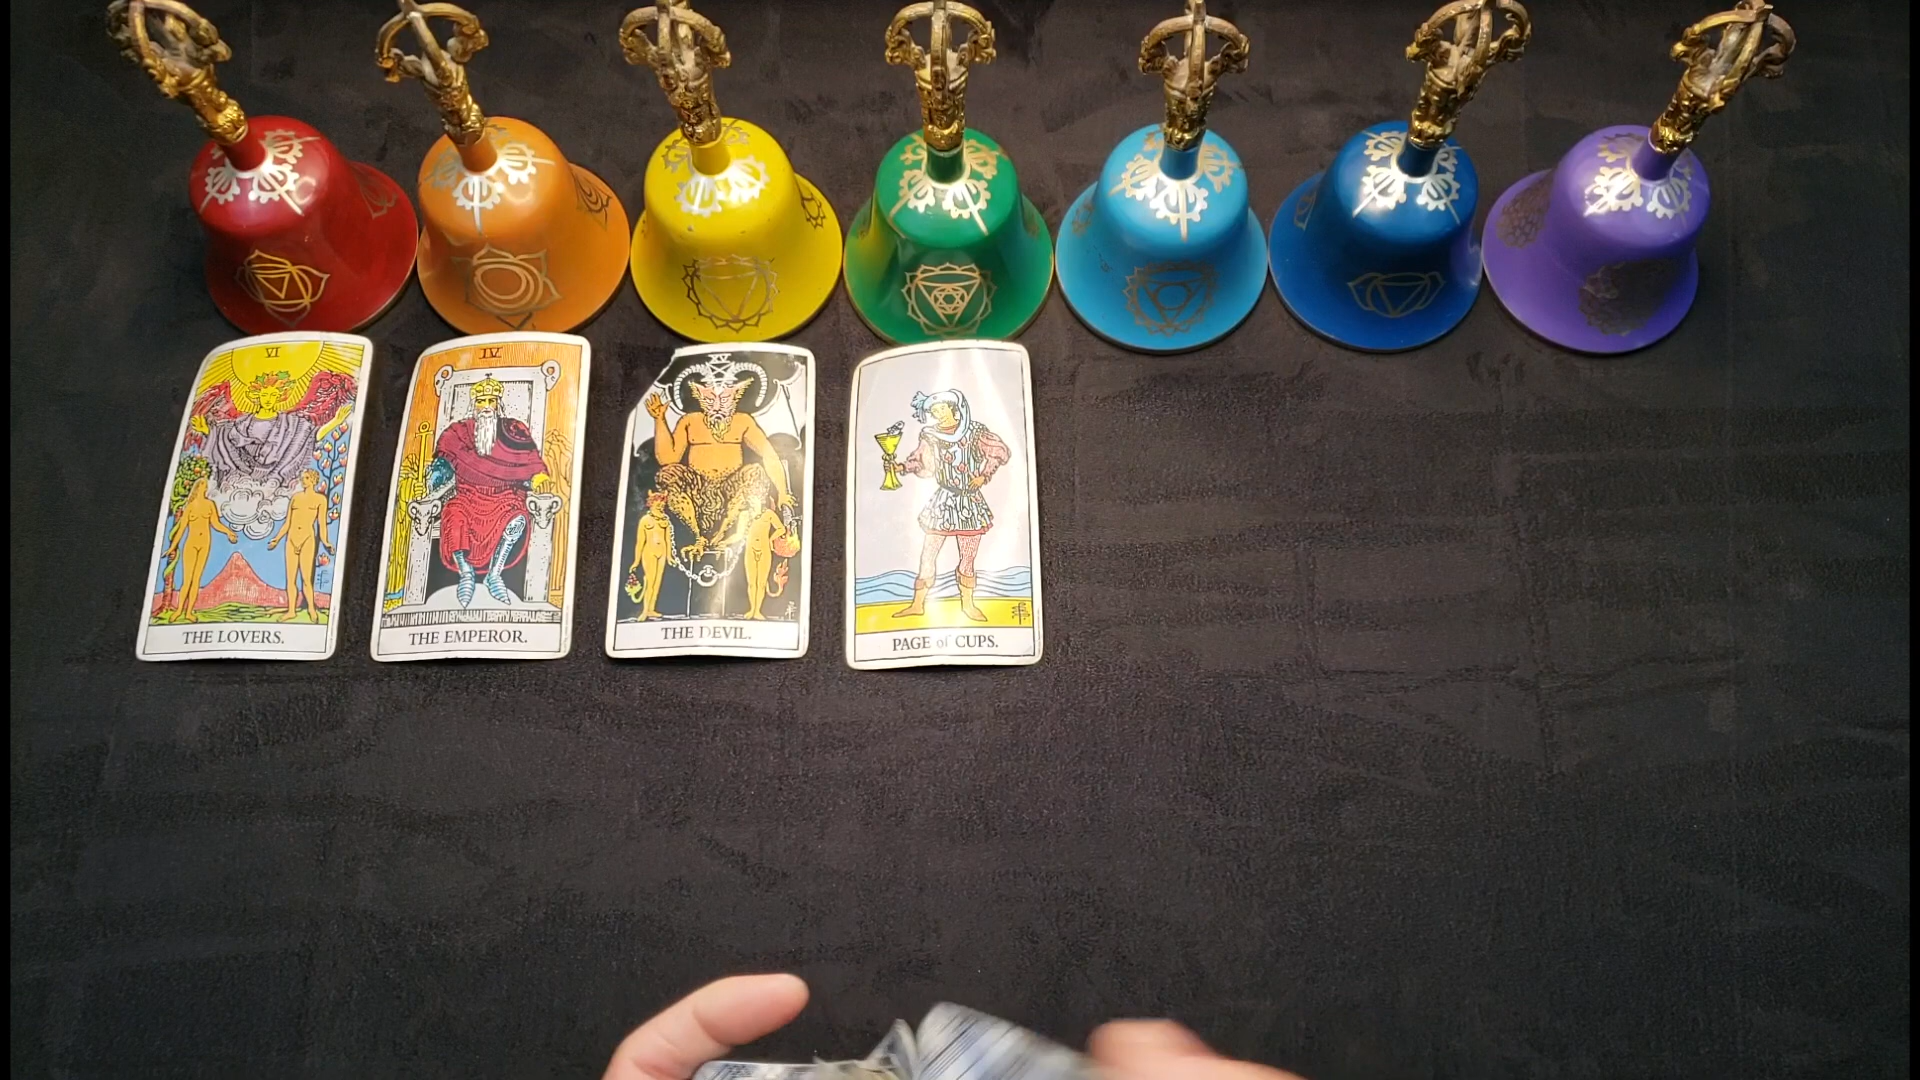 VI
THE LOVERS.
IV
THE EMPEROR.
XV
THE DEVIL.
PAGE of CUPS.